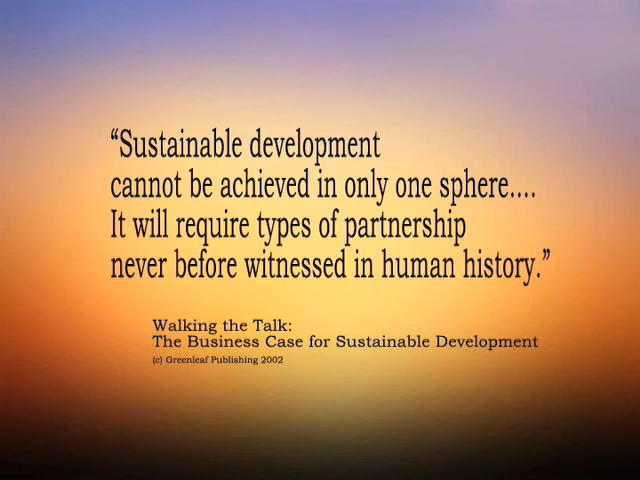 “Sustainable development
cannot be achieved in only one sphere....
It will require types of partnership
never before witnessed in human history.”
Walking the Talk:
The Business Case for Sustainable Development
(c) Greenleaf Publishing 2002